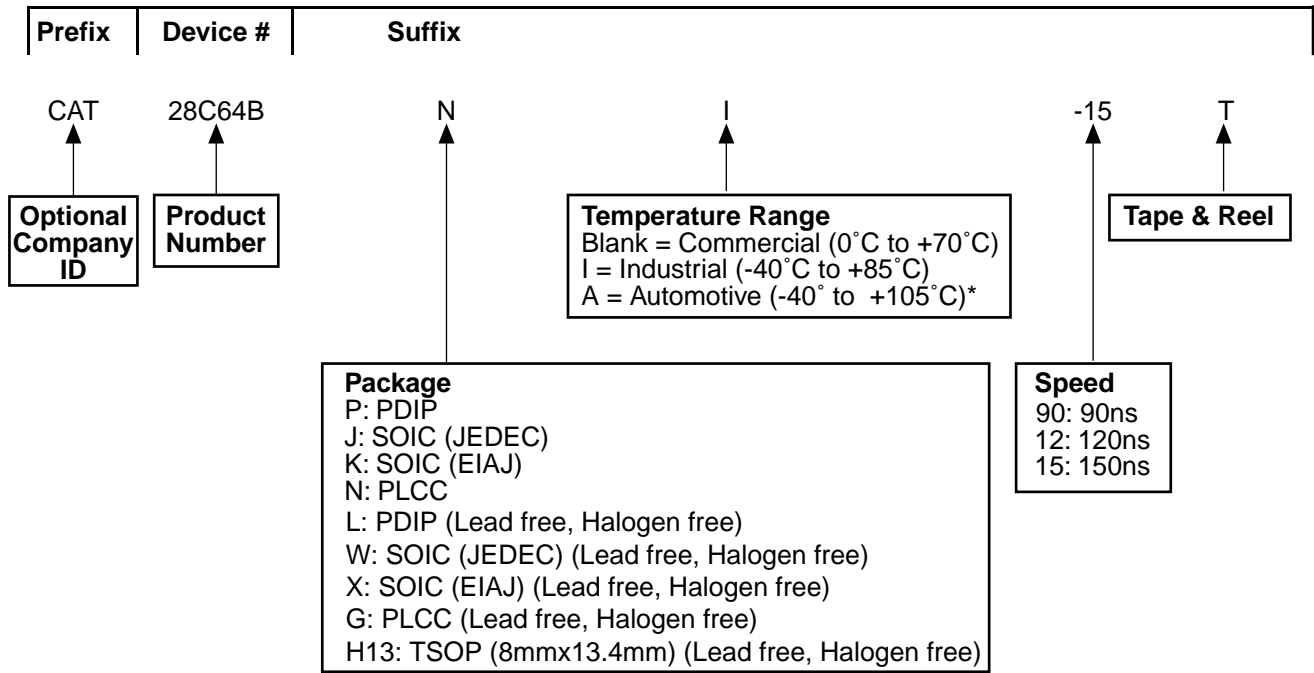 Prefix Device # Suffix
CAT 28C64B N I -15 T
Optional
Company
ID
Product
Number
Temperature Range
Blank = Commercial (0˚C to +70˚C)
I = Industrial (-40˚C to +85˚C)
A = Automotive (-40˚ to +105˚C)*
Tape & Reel
Package
P: PDIP
J: SOIC (JEDEC)
K: SOIC (EIAJ)
N: PLCC
L: PDIP (Lead free, Halogen free)
W: SOIC (JEDEC) (Lead free, Halogen free)
X: SOIC (EIAJ) (Lead free, Halogen free)
G: PLCC (Lead free, Halogen free)
H13: TSOP (8mmx13.4mm) (Lead free, Halogen free)
Speed
90: 90ns
12: 120ns
15: 150ns